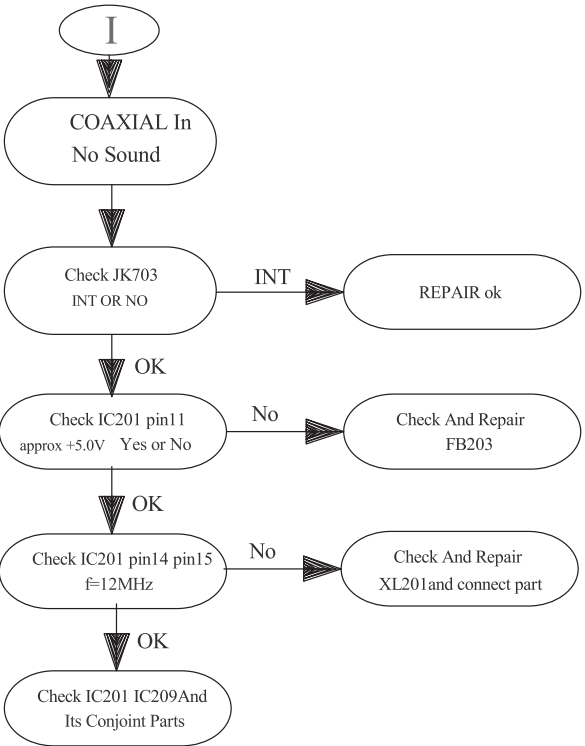 I
COAXIAL In
No Sound
Check JK703
INT OR NO
INT
REPAIR ok
OK
Check IC201 pin11
approx +5.0V Yes or No
No
Check And Repair
FB203
OK
Check IC201 pin14 pin15
f=12MHz
No
Check And Repair
XL201and connect part
OK
Check IC201 IC209And
Its Conjoint Parts